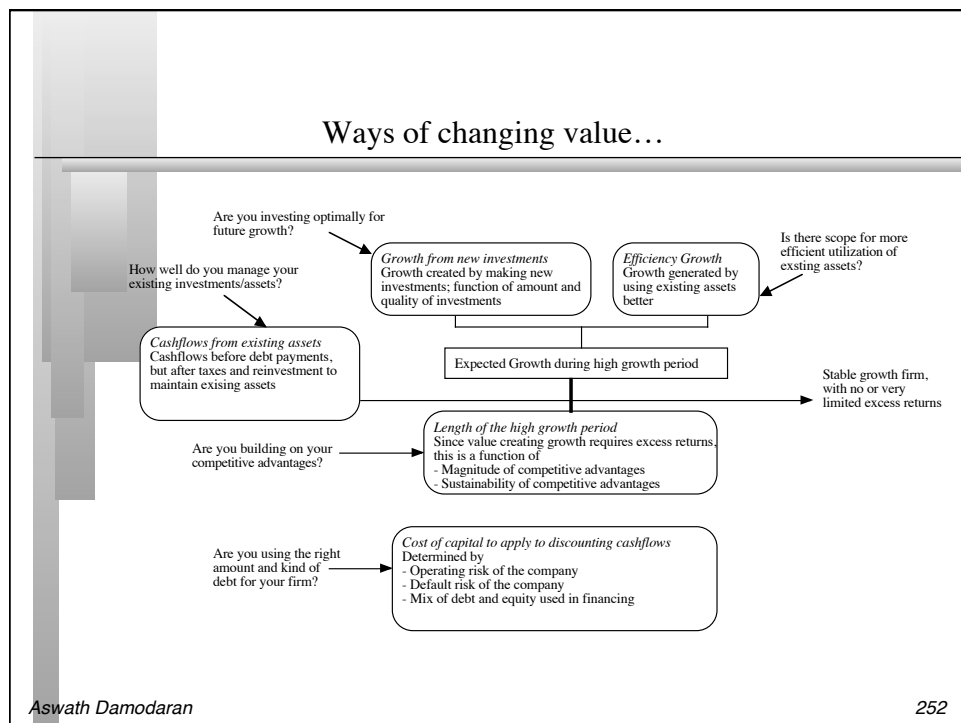 Ways of changing value…
Are you investing optimally for
future growth?
Growth from new investments
Growth created by making new
investments; function of amount and
quality of investments
Efficiency Growth
Growth generated by
using existing assets
better
Is there scope for more
efficient utilization of
exsting assets?
How well do you manage your
existing investments/assets?
Cashflows from existing assets
Cashflows before debt payments,
but after taxes and reinvestment to
maintain exising assets
Expected Growth during high growth period
Stable growth firm,
with no or very
limited excess returns
Are you building on your
competitive advantages?
Length of the high growth period
Since value creating growth requires excess returns,
this is a function of
- Magnitude of competitive advantages
- Sustainability of competitive advantages
Are you using the right
amount and kind of
debt for your firm?
Cost of capital to apply to discounting cashflows
Determined by
- Operating risk of the company
- Default risk of the company
- Mix of debt and equity used in financing
Aswath Damodaran
252